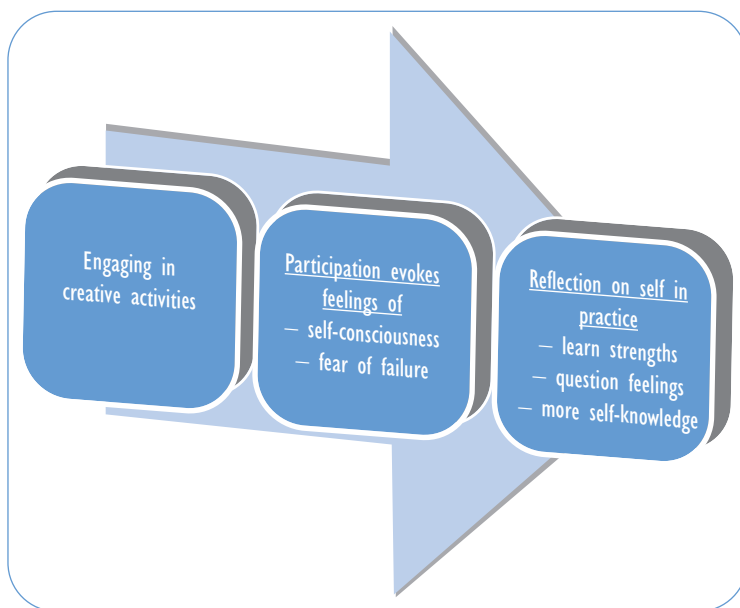 Engaging in
creative activities
Participation evokes
feelings of
– self-consciousness
– fear of failure
Reflection on self in
practice
– learn strengths
– question feelings
– more self-knowledge